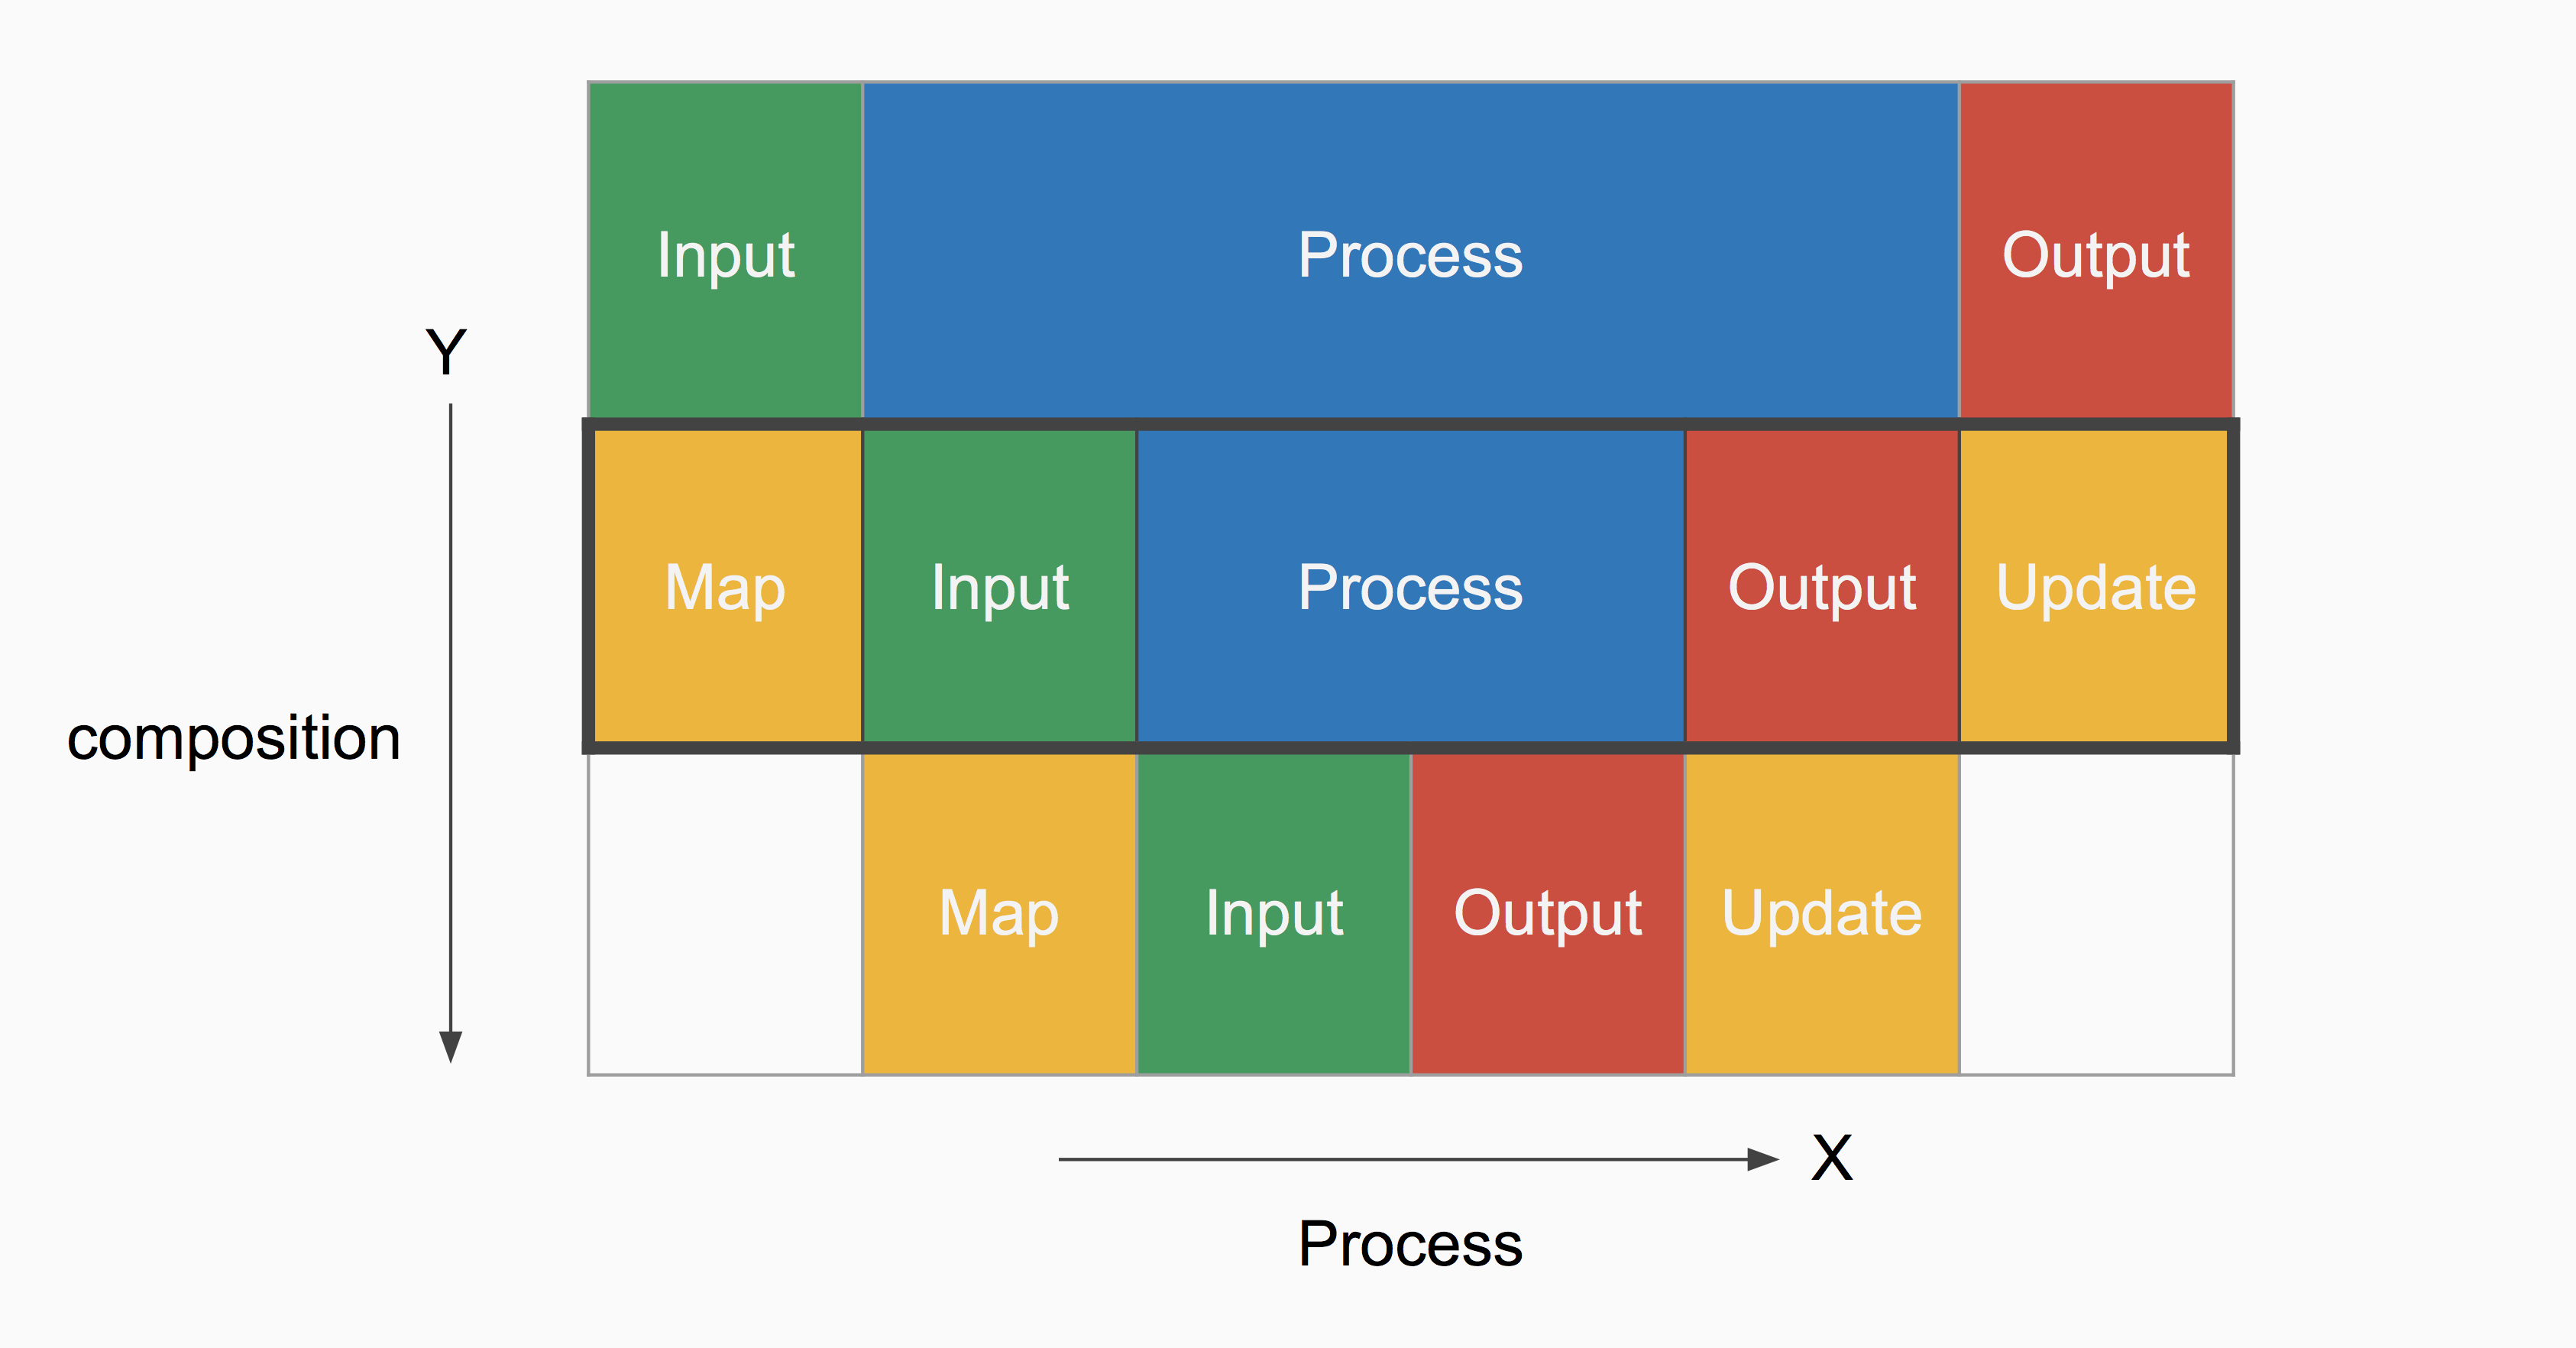 Input
Process
Output
Y
Map
Input
Process
Output
Update
composition
Map
Input
Output
Update
X
Process